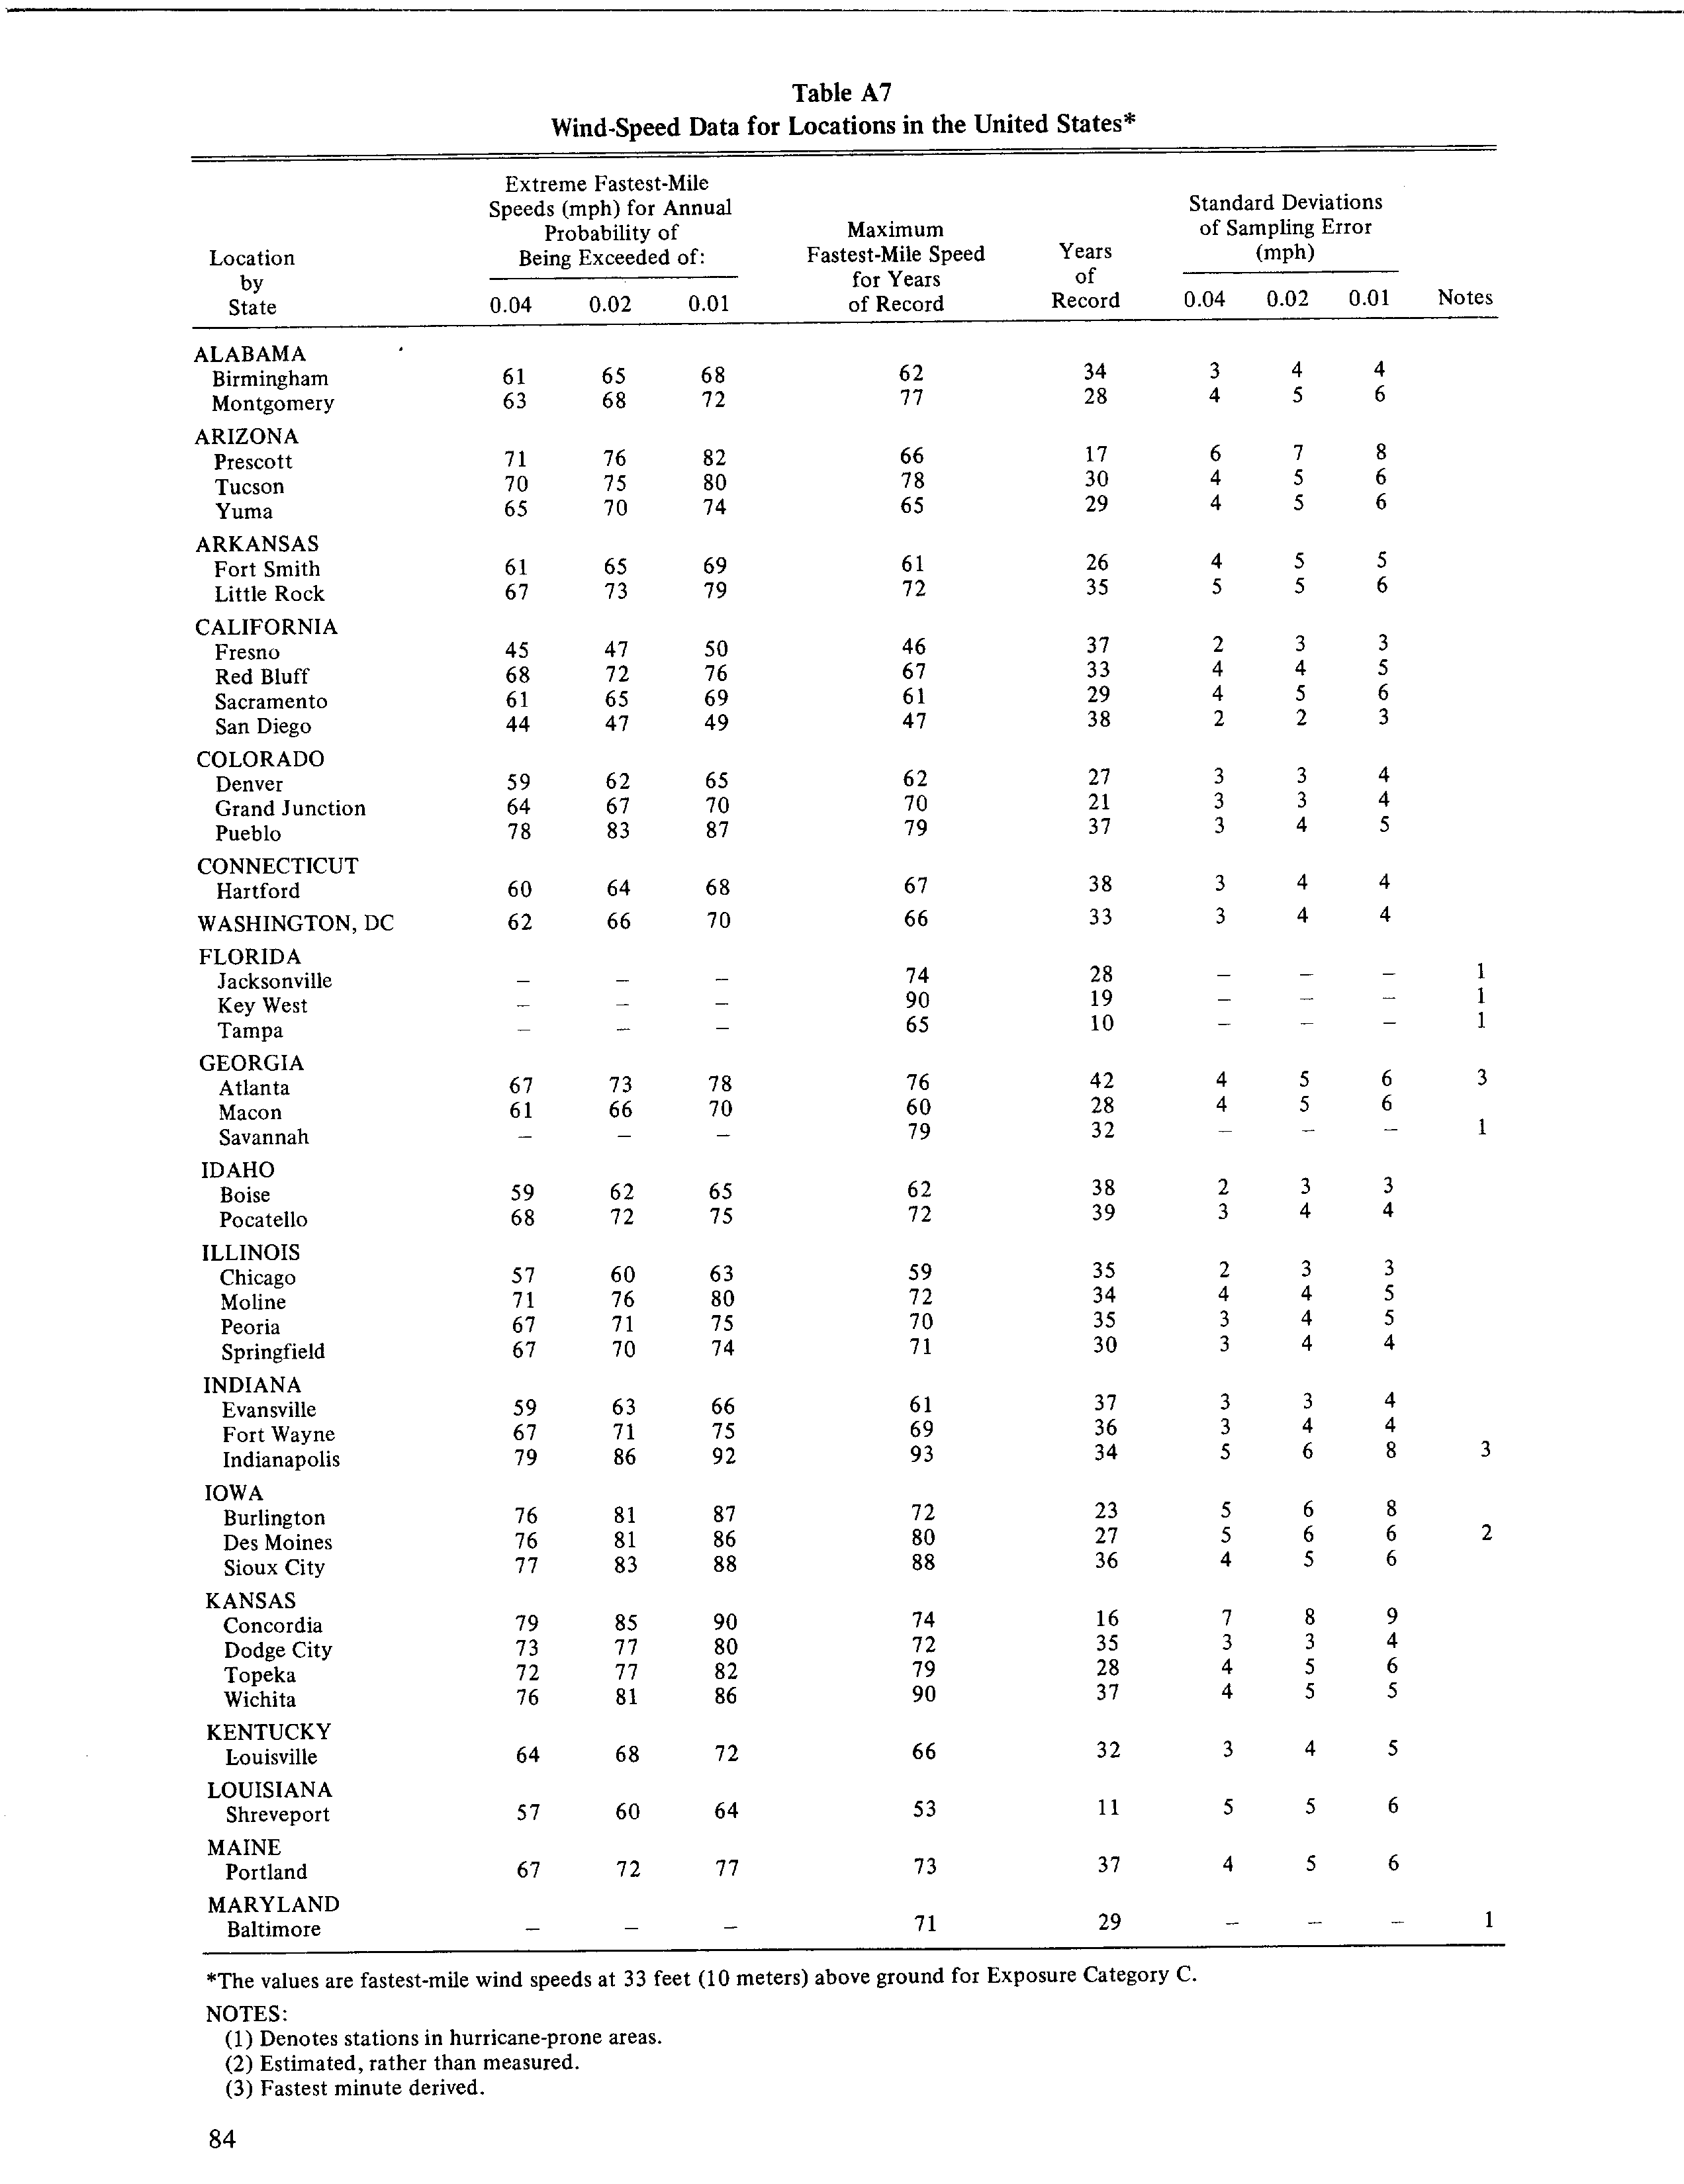 Table A7
Wind-Speed Data for Locations in the United States*
Extreme Fastest-Mile
Speeds (mph) for Annual
Probability of
Being Exceeded of:
Maximum
Fastest-Mile Speed
for Years
of Record
Years
of
Record
Standard Deviations
of Sampling Error
(mph)
Location
by
State
0.04 0.02 0.01 0.04 0.02 0.01 Notes
ALABAMA
Birmingham 61 65 68 62 34 3 4 4
Montgomery 63 68 72 77 28 4 5 6
ARIZONA
Prescott 71 76 82 66 17 6 7 8
Tucson 70 75 80 78 30 4 5 6
Yuma 65 70 74 65 29 4 5 6
ARKANSAS
Fort Smith 61 65 69 61 26 4 5 5
Little Rock 67 73 79 72 35 5 5 6
CALIFORNIA
Fresno 45 47 50 46 37 2 3 3
Red Bluff 68 72 76 67 33 4 4 5
Sacramento 61 65 69 61 29 4 5 6
San Diego 44 47 49 47 38 2 2 3
COLORADO
Denver 59 62 65 62 27 3 3 4
Grand Junction 64 67 70 70 21 3 3 4
Pueblo 78 83 87 79 37 3 4 5
CONNECTICUT
Hartford 60 64 68 67 38 3 4 4
WASHINGTON, DC 62 66 70 66 33 3 4 4
FLORIDA
Jacksonville – – – 74 28 – – – 1
Key West – – – 90 19 – – – 1
Tampa – – – 65 10 – – – 1
GEORGIA
Atlanta 67 73 78 76 42 4 5 6 3
Macon 61 66 70 60 28 4 5 6
Savannah – – – 79 32 – – – 1
IDAHO
Boise 59 62 65 62 38 2 3 3
Pocatello 68 72 75 72 39 3 4 4
ILLINOIS
Chicago 57 60 63 59 35 2 3 3
Moline 71 76 80 72 34 4 4 5
Peoria 67 71 75 70 35 3 4 5
Springfield 67 70 74 71 30 3 4 4
INDIANA
Evansville 59 63 66 61 37 3 3 4
Fort Wayne 67 71 75 69 36 3 4 4
Indianapolis 79 86 92 93 34 5 6 8 3
IOWA
Burlington 76 81 87 72 23 5 6 8
Des Moines 76 81 86 80 27 5 6 6 2
Sioux City 77 83 88 88 36 4 5 6
KANSAS
Concordia 79 85 90 74 16 7 8 9
Dodge City 73 77 80 72 35 3 3 4
Topeka 72 77 82 79 28 4 5 6
Wichita 76 81 86 90 37 4 5 5
KENTUCKY
Louisville 64 68 72 66 32 3 4 5
LOUISIANA
Shreveport 57 60 64 53 11 5 5 6
MAINE
Portland 67 72 77 73 37 4 5 6
MARYLAND
Baltimore – – – 71 29 – – – 1
*The values are fastest-mile wind speeds at 33 feet (10 meters) above ground for Exposure Category C.
NOTES:
(1) Denotes stations in hurricane-prone areas.
(2) Estimated, rather than measured.
(3) Fastest minute derived.
84